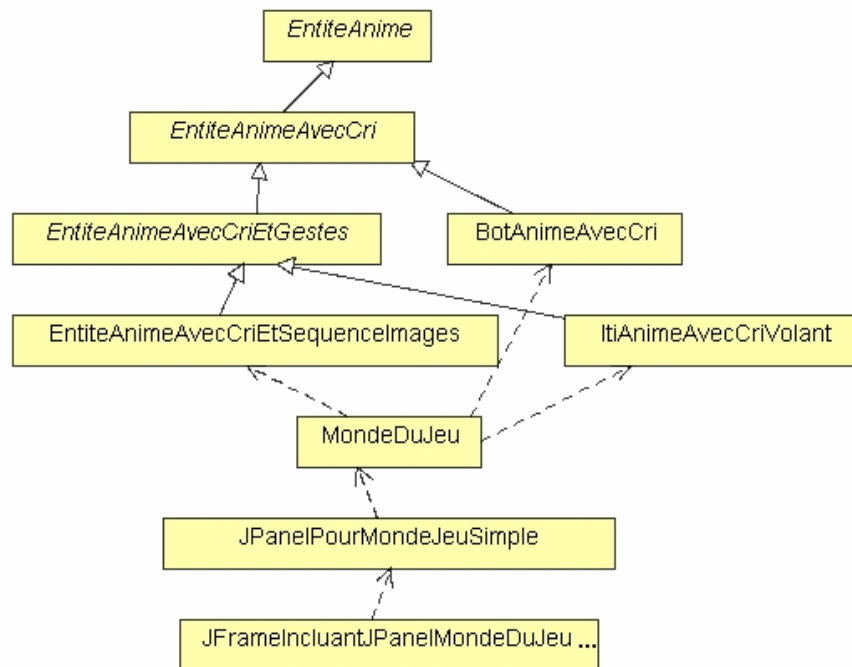 EntiteAnime
EntiteAnimeAvecCri
EntiteAnimeAvecCriEtGestes
BotAnimeAvecCri
EntiteAnimeAvecCriEtSequenceImages
ItiAnimeAvecCriVolant
MondeDuJeu
JPanelPourMondeJeuSimple
JFrameIncluantJPanelMondeDuJeu ...